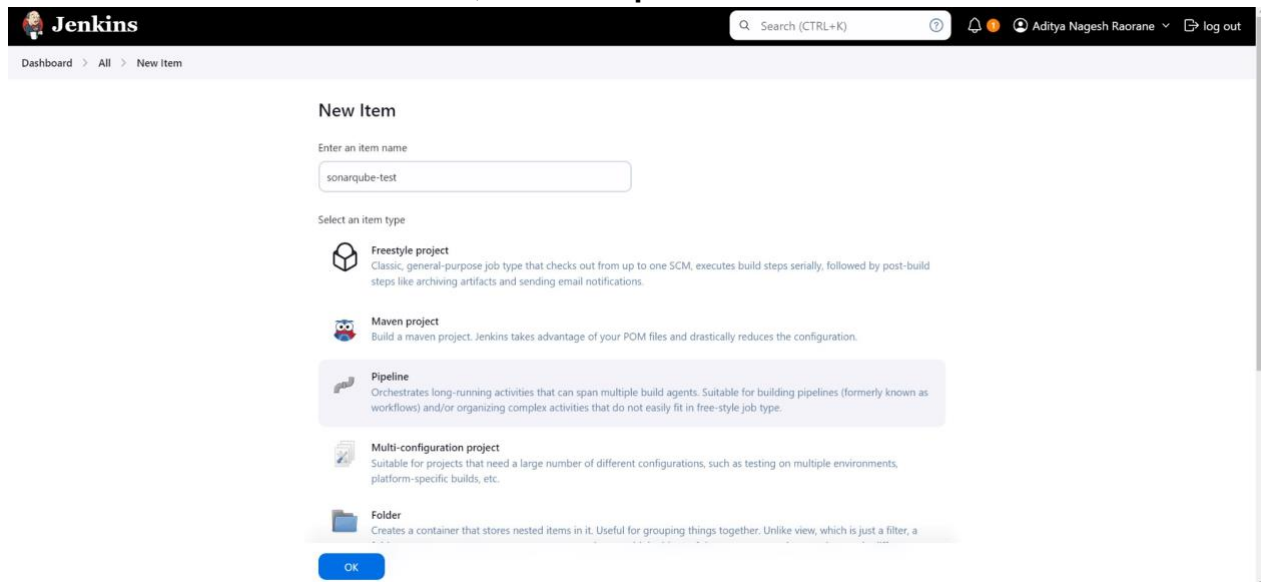 Jenkins
Search (CTRL+K)
1
Aditya Nagesh Raorane
log out
Dashboard > All > New Item
New Item
Enter an item name
sonarqube-test
Select an item type
Freestyle project
Classic, general-purpose job type that checks out from up to one SCM, executes build steps serially, followed by post-build
steps like archiving artifacts and sending email notifications.
Maven project
Build a maven project. Jenkins takes advantage of your POM files and drastically reduces the configuration.
Pipeline
Orchestrates long-running activities that can span multiple build agents. Suitable for building pipelines (formerly known as
workflows) and/or organizing complex activities that do not easily fit in free-style job type.
Multi-configuration project
Suitable for projects that need a large number of different configurations, such as testing on multiple environments,
platform-specific builds, etc.
Folder
Creates a container that stores nested items in it. Useful for grouping things together. Unlike view, which is just a filter, a
OK